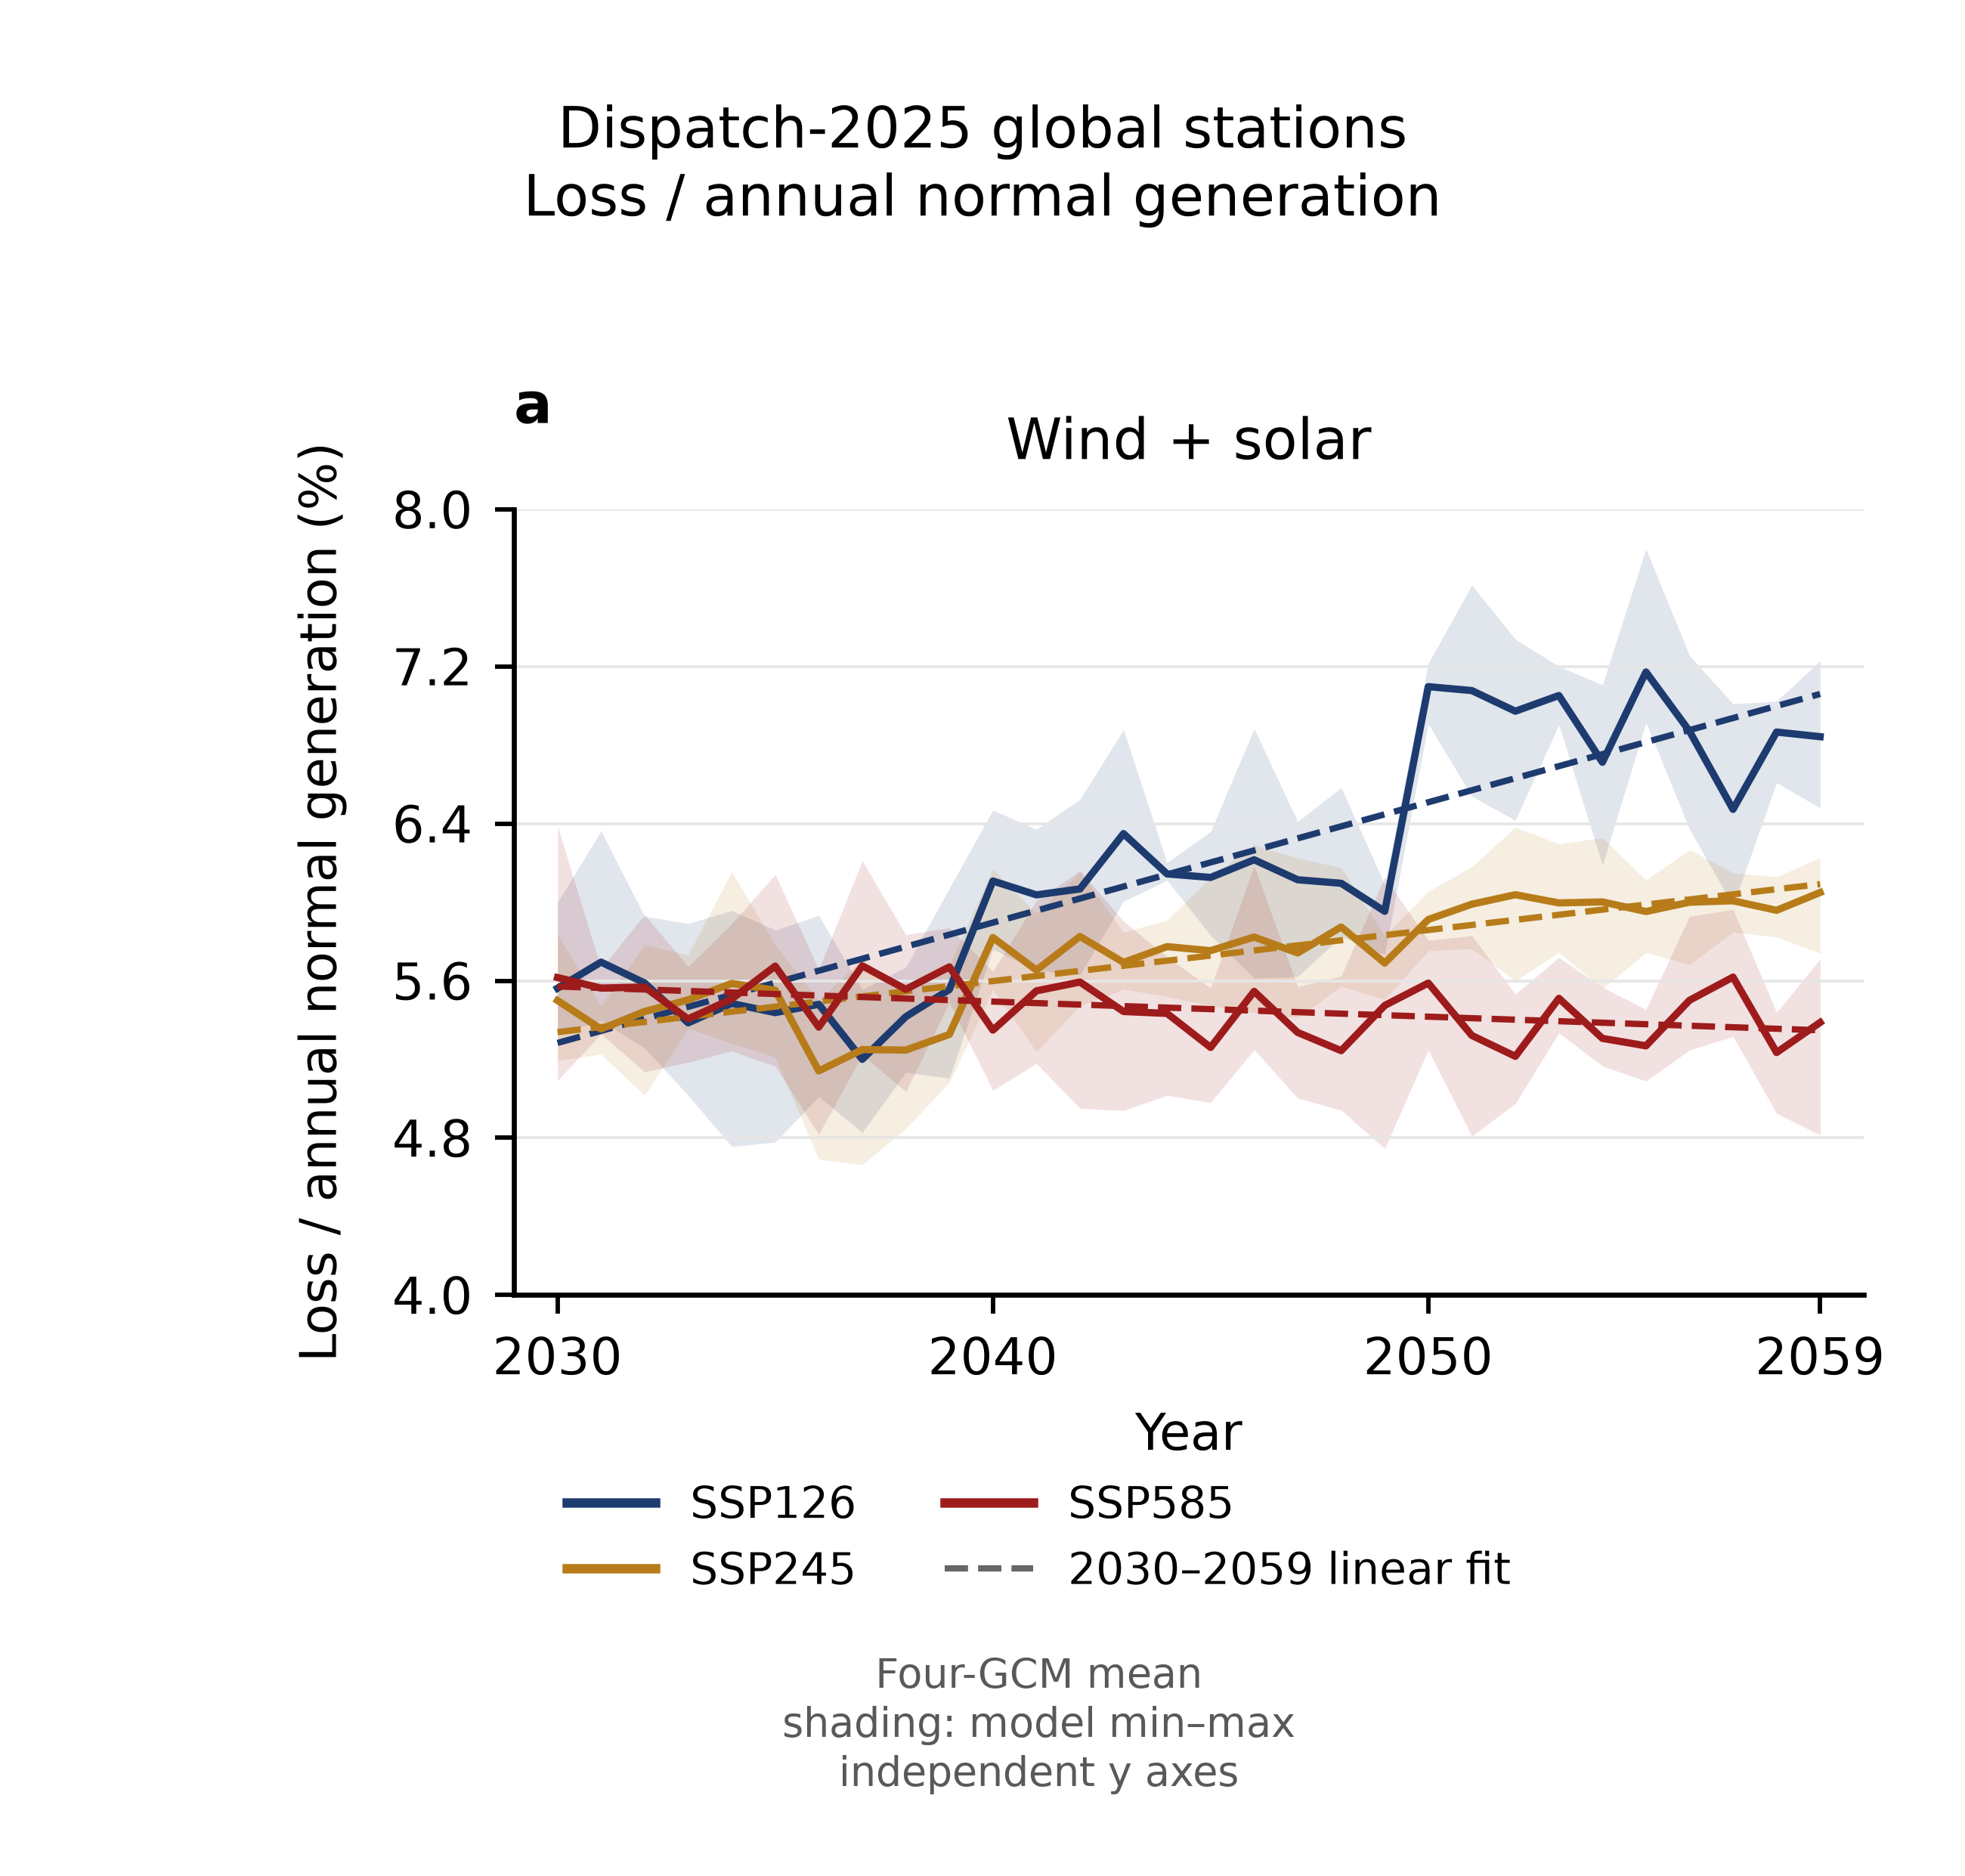 Dispatch-2025 global stations
Loss / annual normal generation
a
Wind + solar
Loss / annual normal generation (%)
8.0
7.2
6.4
5.6
4.8
4.0
2030 2040 2050 2059
Year
SSP126 SSP585
SSP245 2030–2059 linear fit
Four-GCM mean
shading: model min–max
independent y axes